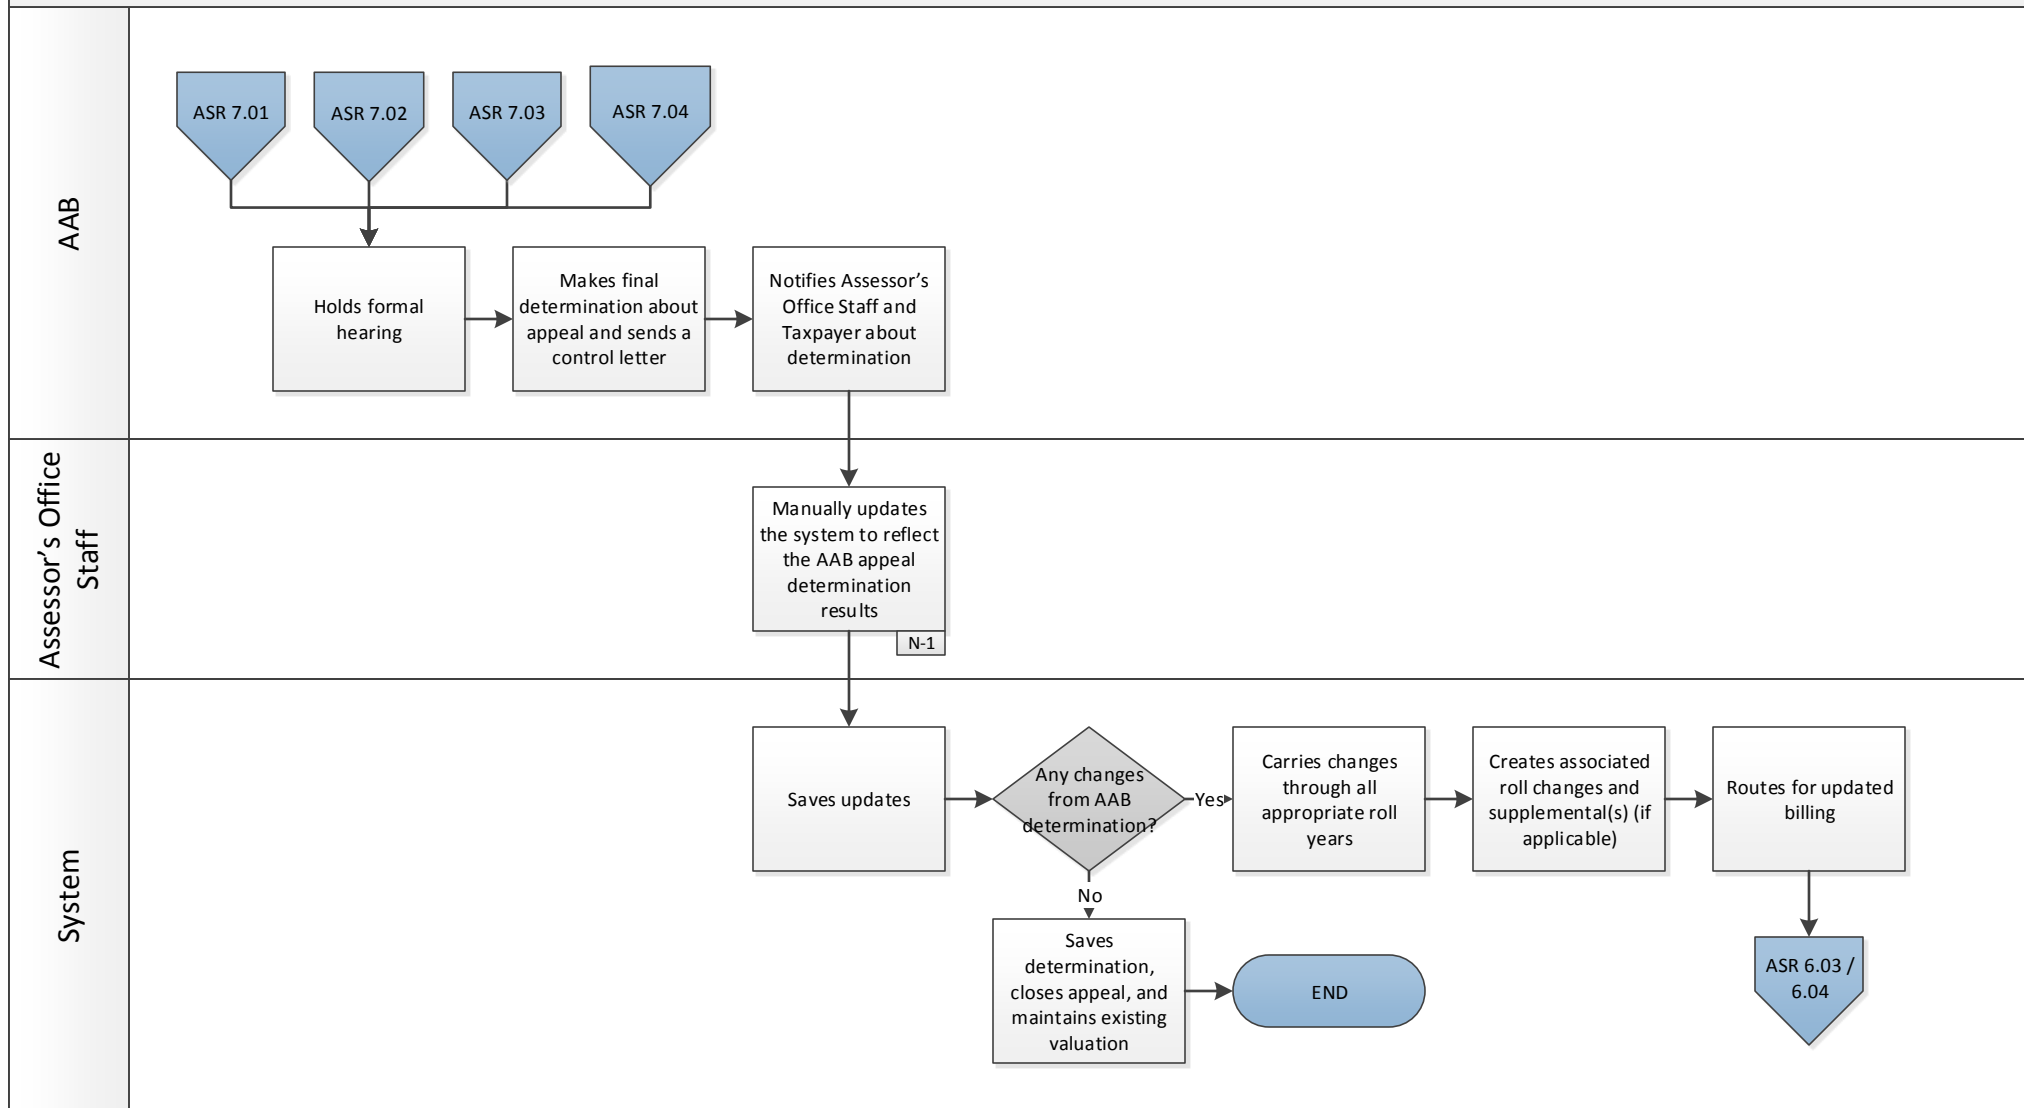 AAB
ASR 7.01
ASR 7.02
ASR 7.03
ASR 7.04
Holds formal
hearing
Makes final
determination about
appeal and sends a
control letter
Notifies Assessor’s
Office Staff and
Taxpayer about
determination
Assessor’s Office
Staff
Manually updates
the system to reflect
the AAB appeal
determination
results
N-1
System
Saves updates
Any changes
from AAB
determination?
Yes
Carries changes
through all
appropriate roll
years
Creates associated
roll changes and
supplemental(s) (if
applicable)
Routes for updated
billing
No
Saves
determination,
closes appeal, and
maintains existing
valuation
END
ASR 6.03 /
6.04